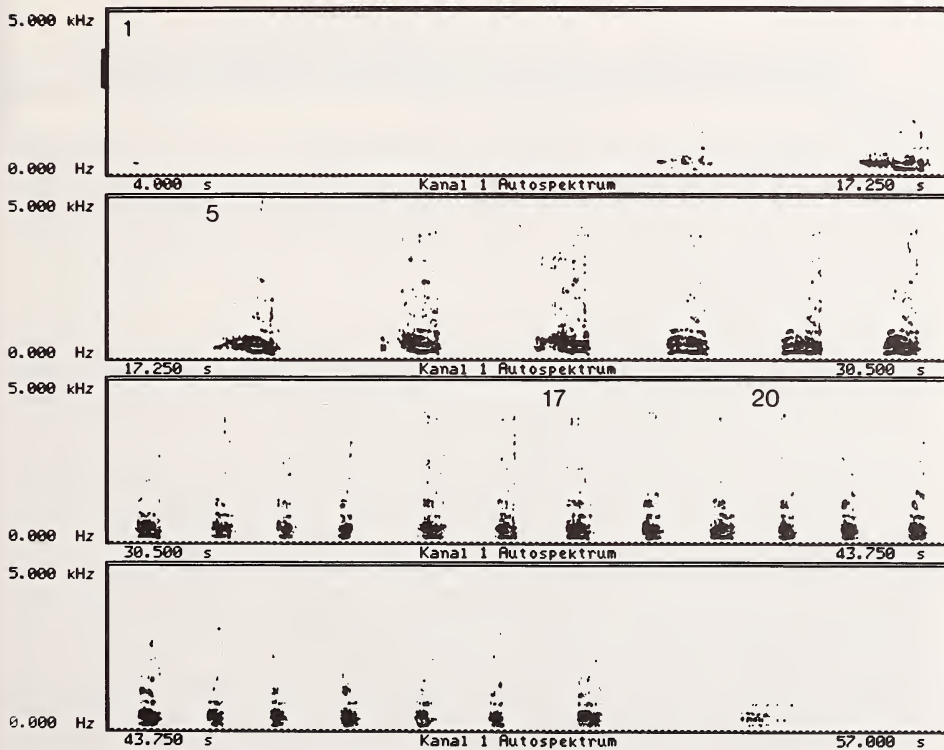 5.000 kHz
1
0.000 Hz
4.000 s Kanal 1 Autospektrum 17.250 s
5.000 kHz
5
0.000 Hz
17.250 s Kanal 1 Autospektrum 30.500 s
5.000 kHz
17 20
0.000 Hz
30.500 s Kanal 1 Autospektrum 43.750 s
5.000 kHz
0.000 Hz
43.750 s Kanal 1 Autospektrum 57.000 s